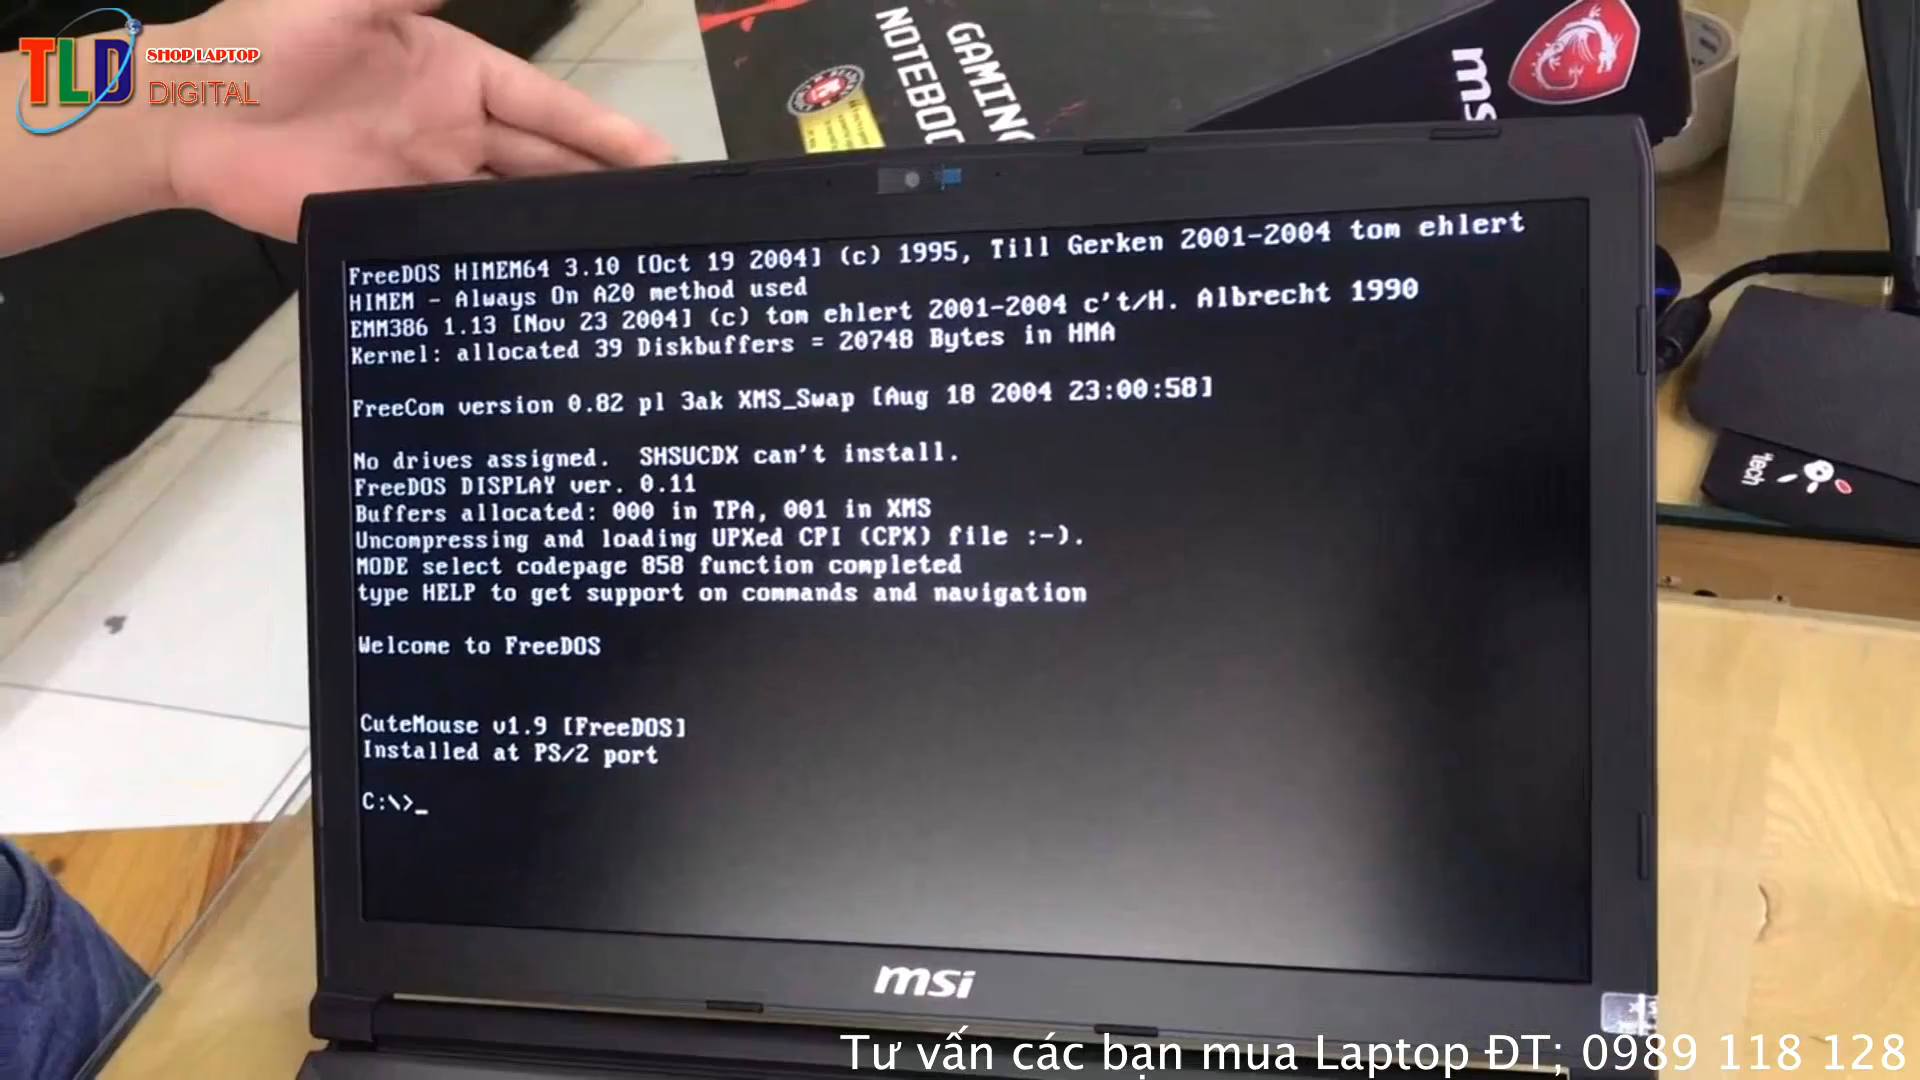 TLD
SHOP LAPTOP
DIGITAL
GAMING
msi
FreeDOS HIMEM64 3.10 [Oct 19 2004] (c) 1995, Till Gerken 2001-2004 tom ehlert
HIMEM - Always On A20 method used
EMM386 1.13 [Nov 23 2004] (c) tom ehlert 2001-2004 c't/H. Albrecht 1990
Kernel: allocated 39 Diskbuffers = 20748 Bytes in HMA
FreeCom version 0.82 pl 3ak XMS_Swap [Aug 18 2004 23:00:58]
No drives assigned.  SHSUCDX can't install.
FreeDOS DISPLAY ver. 0.11
Buffers allocated: 000 in TPA, 001 in XMS
Uncompressing and loading UPXed CPI (CPX) file :-).
MODE select codepage 858 function completed
type HELP to get support on commands and navigation
Welcome to FreeDOS
CuteMouse v1.9 [FreeDOS]
Installed at PS/2 port
C:\>_
msi
Tư vấn các bạn mua Laptop ĐT; 0989 118 128